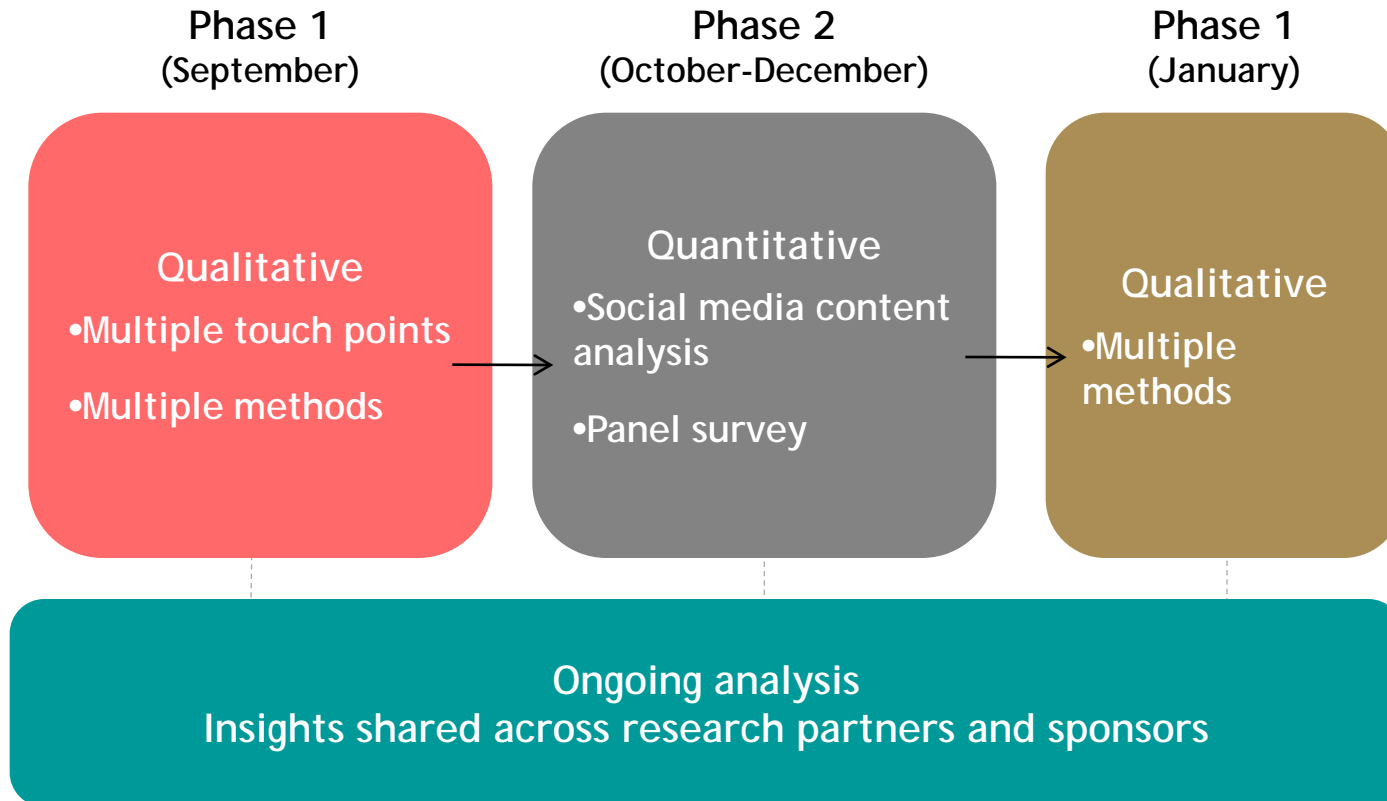 Phase 1
(September)
Qualitative
•Multiple touch points
•Multiple methods
Phase 2
(October-December)
Quantitative
•Social media content
analysis
•Panel survey
Phase 1
(January)
Qualitative
•Multiple
methods
Ongoing analysis
Insights shared across research partners and sponsors